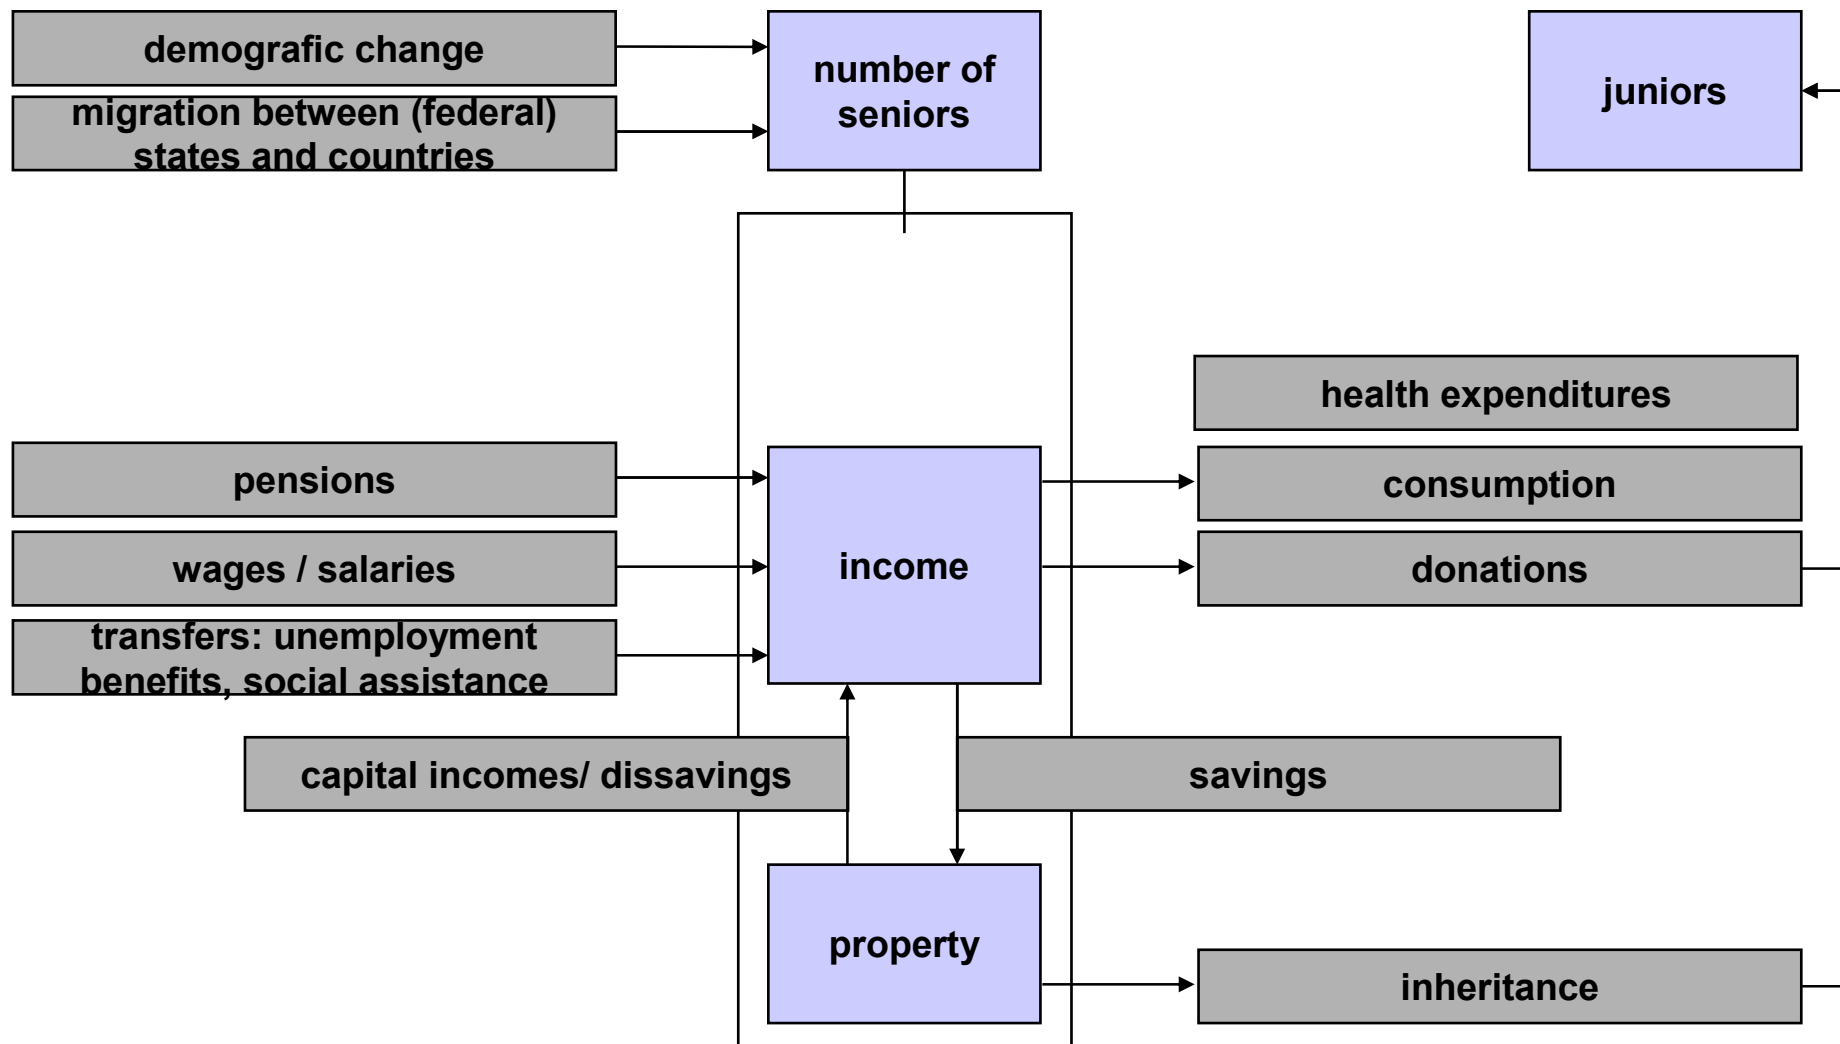 demografic change
number of
seniors
juniors
migration between (federal)
states and countries
health expenditures
pensions
consumption
income
wages / salaries
donations
transfers: unemployment
benefits, social assistance
capital incomes/ dissavings
savings
property
inheritance